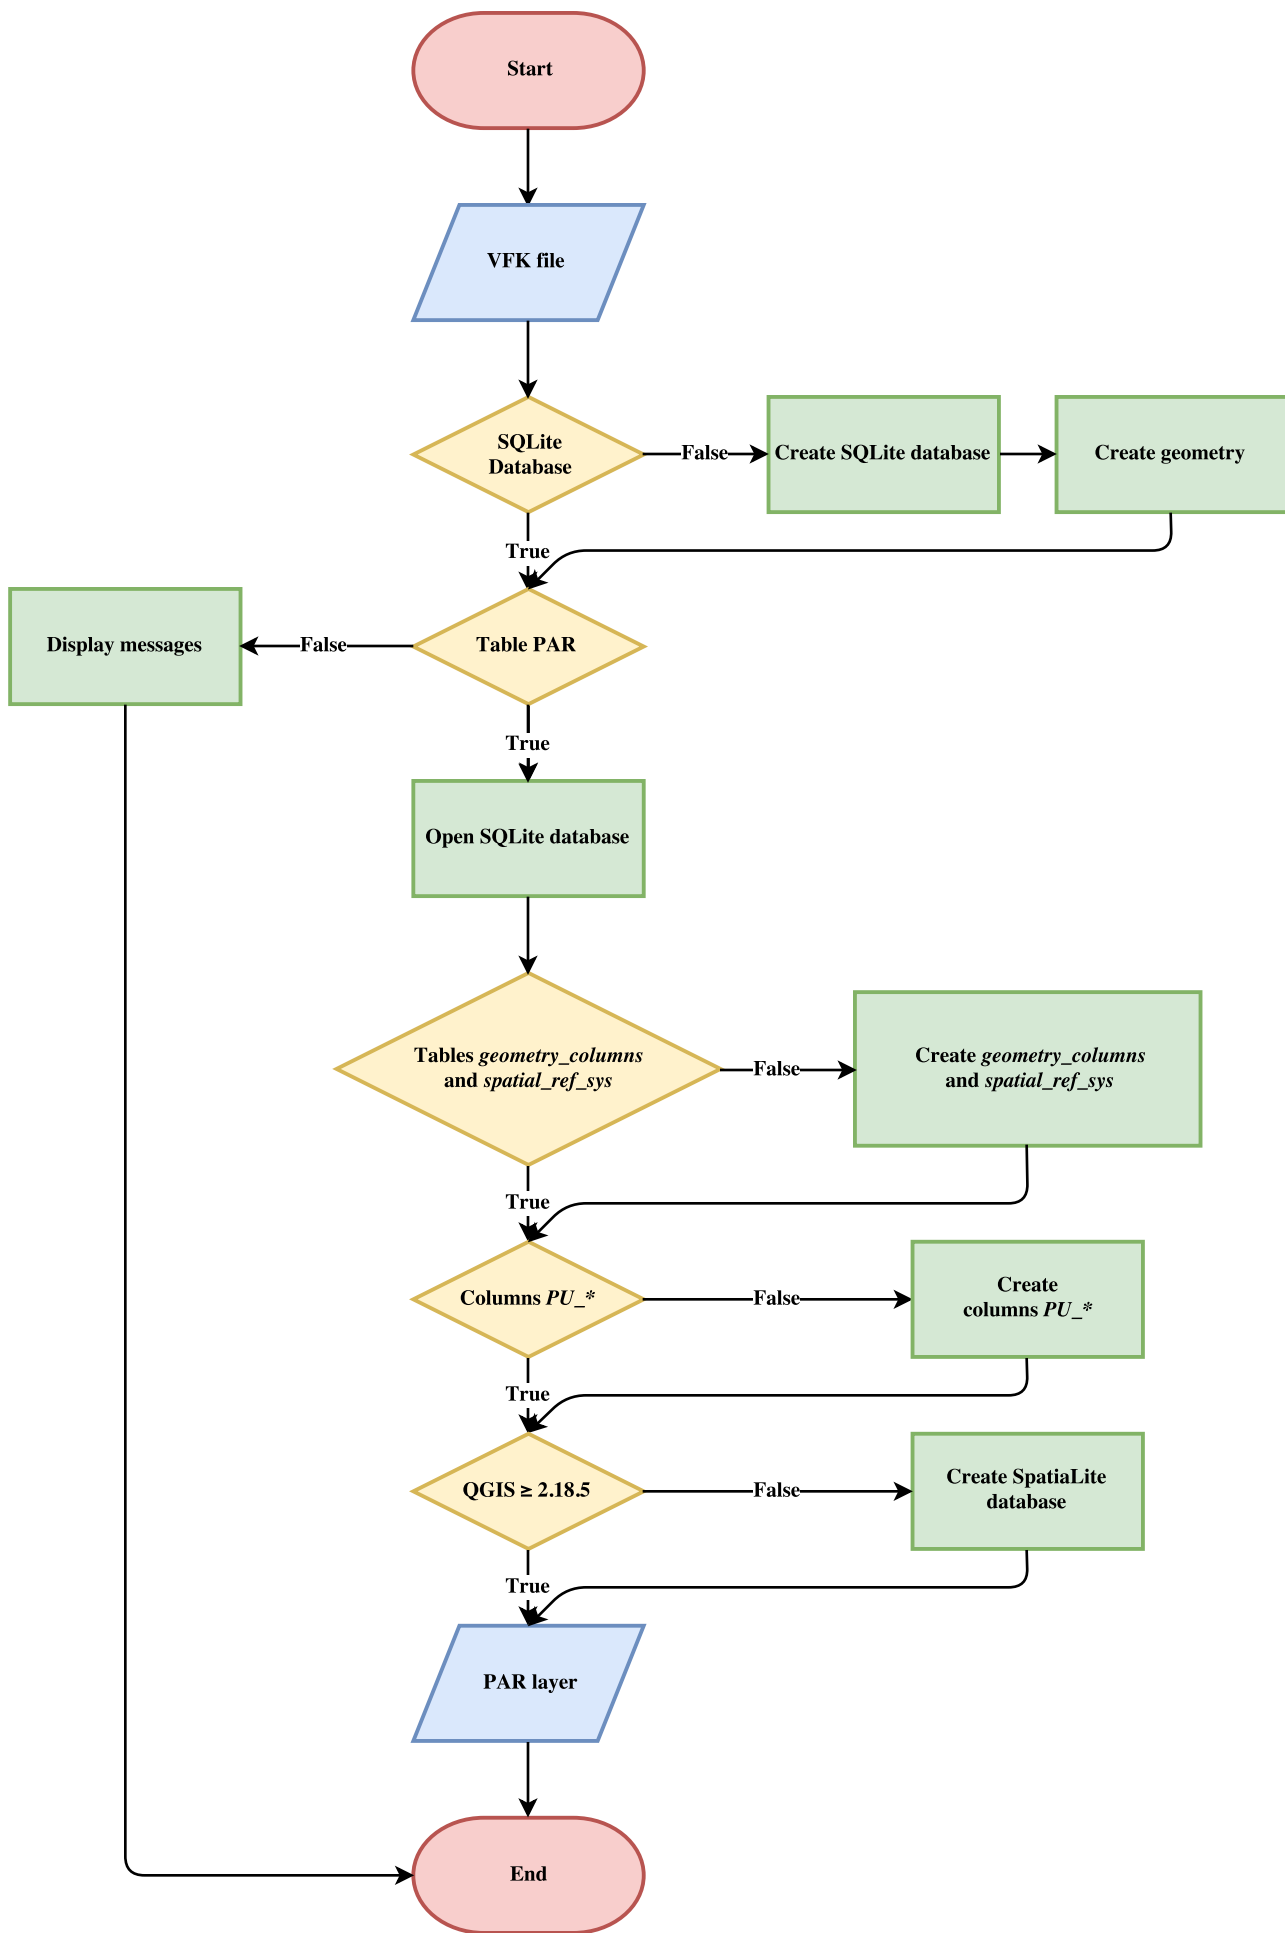 Start
VFK file
SQLite
Database
False
Create SQLite database
Create geometry
True
Display messages
False
Table PAR
True
Open SQLite database
Tables geometry_columns
and spatial_ref_sys
False
Create geometry_columns
and spatial_ref_sys
True
Columns PU_*
False
Create
columns PU_*
True
QGIS ≥ 2.18.5
False
Create SpatiaLite
database
True
PAR layer
End